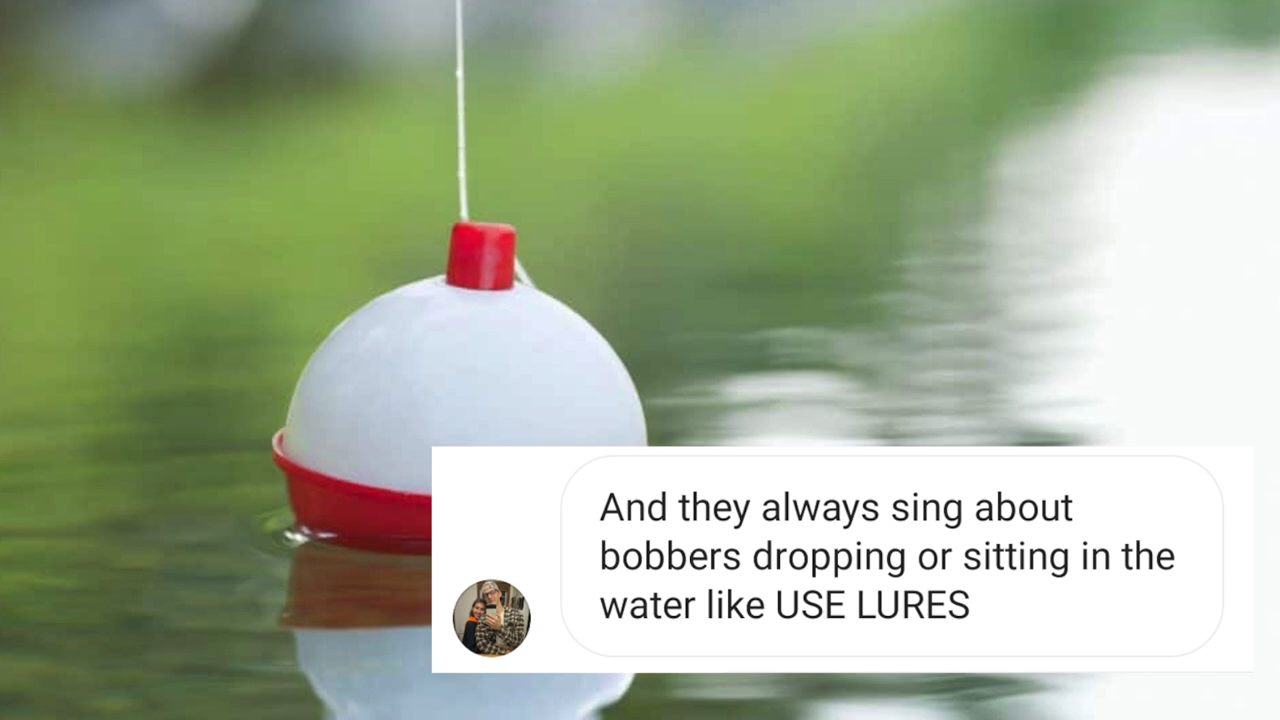 And they always sing about
bobbers dropping or sitting in the
water like USE LURES